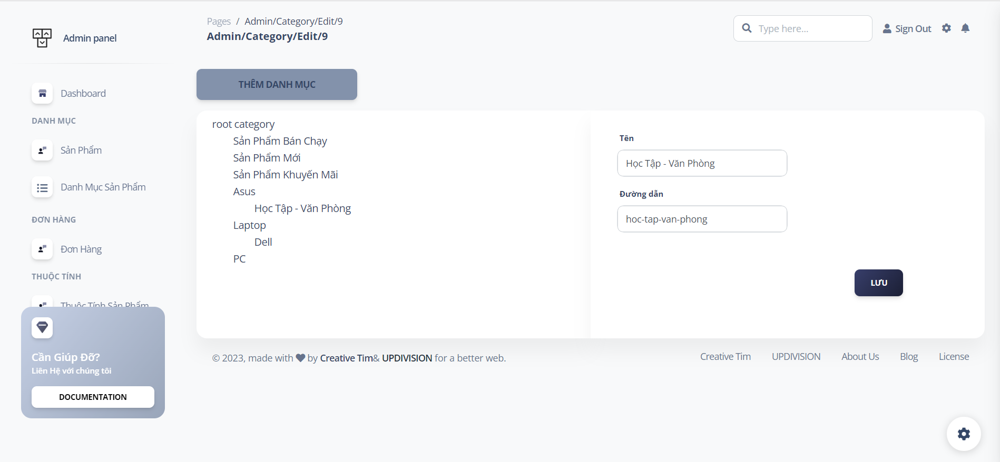 Admin panel
Dashboard
DANH MỤC
Sản Phẩm
Danh Mục Sản Phẩm
ĐƠN HÀNG
Đơn Hàng
THUỘC TÍNH
Thuộc Tính Sản Phẩm
Cần Giúp Đỡ?
Liên Hệ với chúng tôi
DOCUMENTATION
Pages / Admin/Category/Edit/9
Admin/Category/Edit/9
Type here...
Sign Out
THÊM DANH MỤC
root category
Sản Phẩm Bán Chạy
Sản Phẩm Mới
Sản Phẩm Khuyến Mãi
Asus
Học Tập - Văn Phòng
Laptop
Dell
PC
Tên
Học Tập - Văn Phòng
Đường dẫn
hoc-tap-van-phong
LƯU
© 2023, made with by Creative Tim& UPDIVISION for a better web.
Creative Tim UPDIVISION About Us Blog License